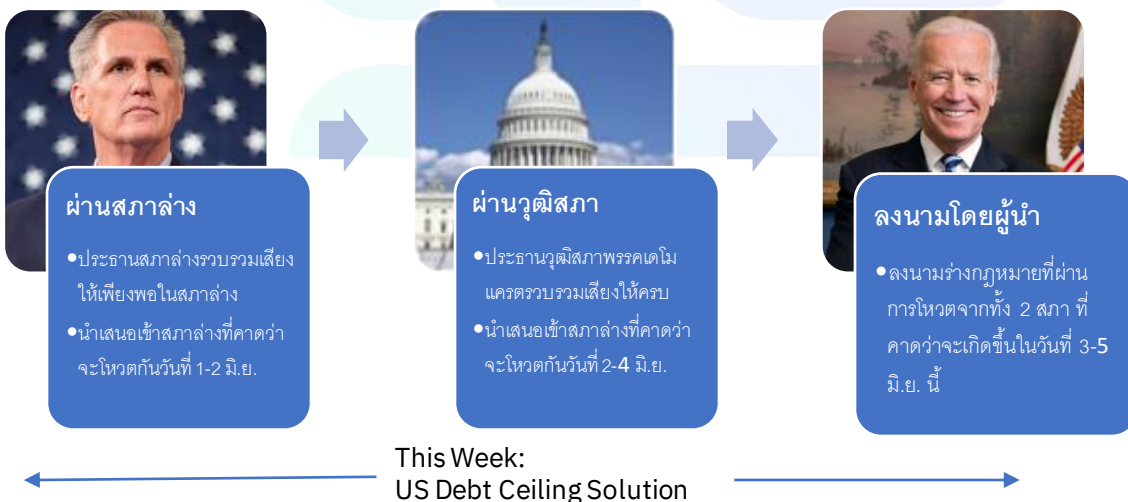 ผ่านสภาล่าง
•ประธานสภาล่างรวบรวมเสียง
ให้เพียงพอในสภาล่าง
•นำเสนอเข้าสภาล่างที่คาดว่า
จะโหวตกันวันที่ 1-2 มิ.ย.
ผ่านวุฒิสภา
•ประธานวุฒิสภาพรรคเดโม
แครตรวบรวมเสียงให้ครบ
•นำเสนอเข้าสภาล่างที่คาดว่า
จะโหวตกันวันที่ 2-4 มิ.ย.
ลงนามโดยผู้นำ
•ลงนามร่างกฎหมายที่ผ่าน
การโหวตจากทั้ง 2 สภา ที่
คาดว่าจะเกิดขึ้นในวันที่ 3-5
มิ.ย. นี้
This Week:
US Debt Ceiling Solution